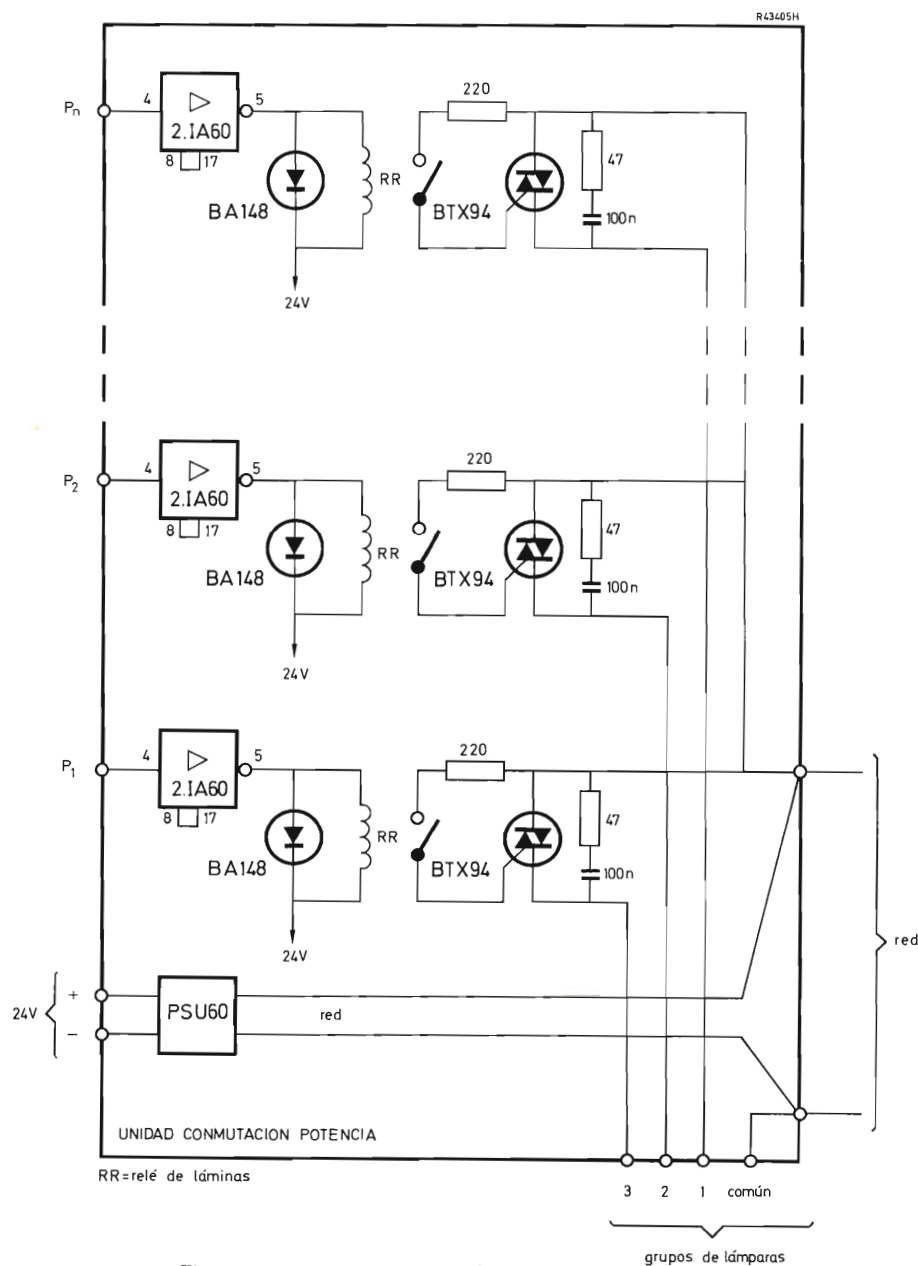 R43405H
220
Pn
4
5
2.IA60
8 17
BA148
RR
BTX94
47
100n
24V
220
P2
4
5
2.IA60
8 17
BA148
RR
BTX94
47
100n
24V
220
P1
4
5
2.IA60
8 17
BA148
RR
BTX94
47
100n
24V
red
24V
+
-
PSU60
red
UNIDAD CONMUTACION POTENCIA
RR=relé de láminas
3 2 1 común
grupos de lámparas